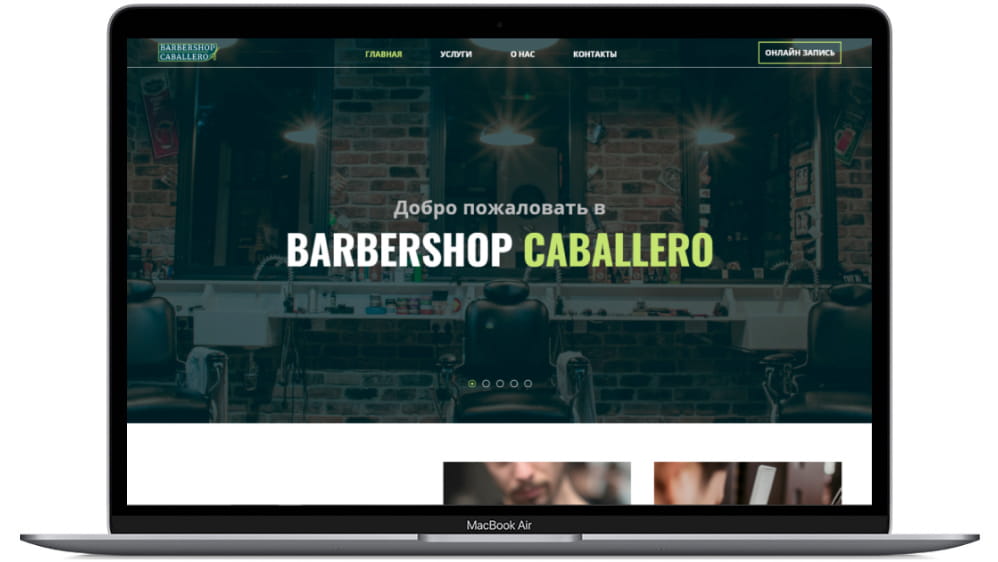 BARBERSHOP
CABALLERO
ГЛАВНАЯ УСЛУГИ О НАС КОНТАКТЫ ОНЛАЙН ЗАПИСЬ
Добро пожаловать в
BARBERSHOP CABALLERO
MacBook Air